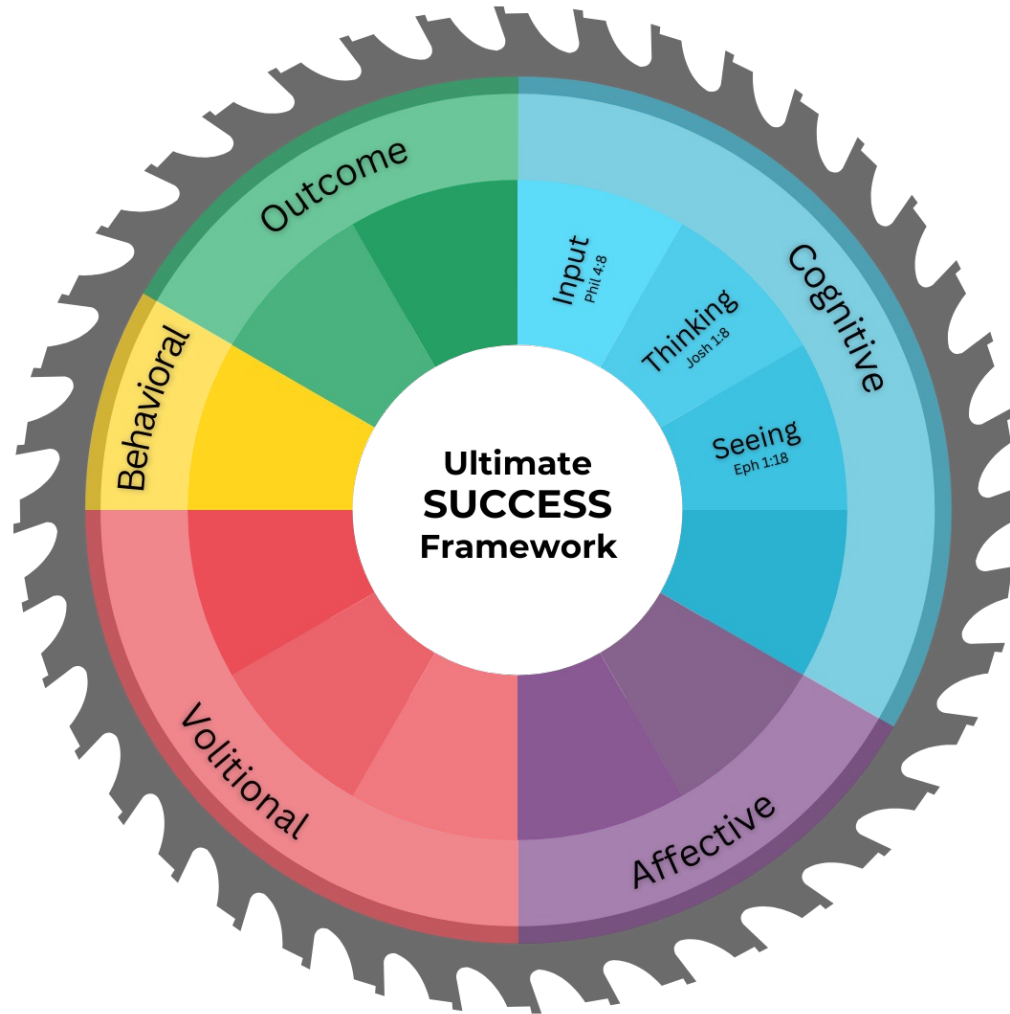 Outcome
Cognitive
Input
Phil 4:8
Thinking
Josh 1:8
Seeing
Eph 1:18
Behavioral
Ultimate
SUCCESS
Framework
Volitional
Affective